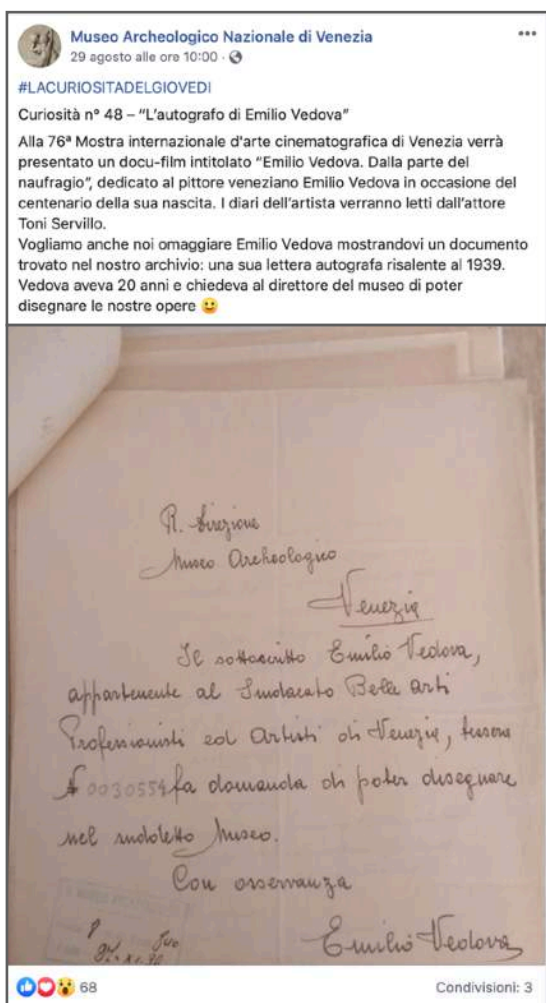 Museo Archeologico Nazionale di Venezia
29 agosto alle ore 10:00 ·
#LACURIOSITADELGIOVEDI
Curiosità n° 48 – “L'autografo di Emilio Vedova”
Alla 76ª Mostra internazionale d'arte cinematografica di Venezia verrà
presentato un docu-film intitolato “Emilio Vedova. Dalla parte del
naufragio”, dedicato al pittore veneziano Emilio Vedova in occasione del
centenario della sua nascita. I diari dell'artista verranno letti dall'attore
Toni Servillo.
Vogliamo anche noi omaggiare Emilio Vedova mostrandovi un documento
trovato nel nostro archivio: una sua lettera autografa risalente al 1939.
Vedova aveva 20 anni e chiedeva al direttore del museo di poter
disegnare le nostre opere 😀
R. Direzione
Museo Archeologico
Venezia
Il sottoscritto Emilio Vedova,
appartenente al Sindacato Belle Arti
Professionisti ed Artisti di Venezia, tessera
N 0030554 fa domanda di poter disegnare
nel suddetto Museo.
Con osservanza
Emilio Vedova
68
Condivisioni: 3